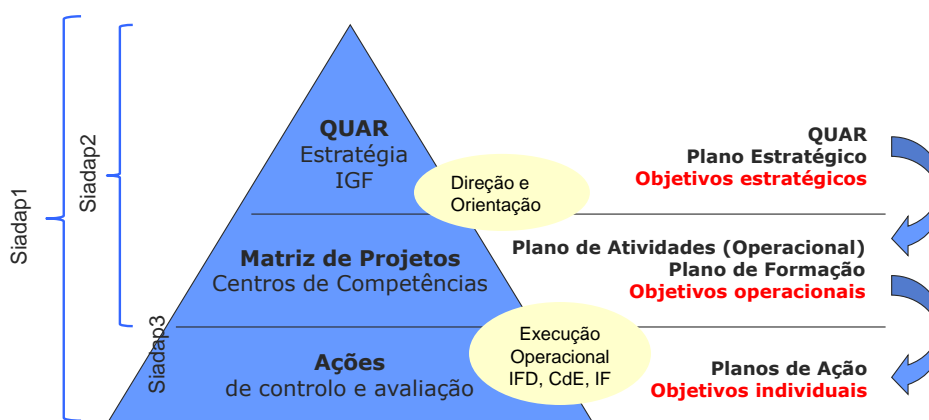 Siadap1
Siadap2
Siadap3
QUAR
Estratégia
IGF
Direção e
Orientação
QUAR
Plano Estratégico
Objetivos estratégicos
Matriz de Projetos
Centros de Competências
Plano de Atividades (Operacional)
Plano de Formação
Objetivos operacionais
Execução
Operacional
IFD, CdE, IF
Ações
de controlo e avaliação
Planos de Ação
Objetivos individuais